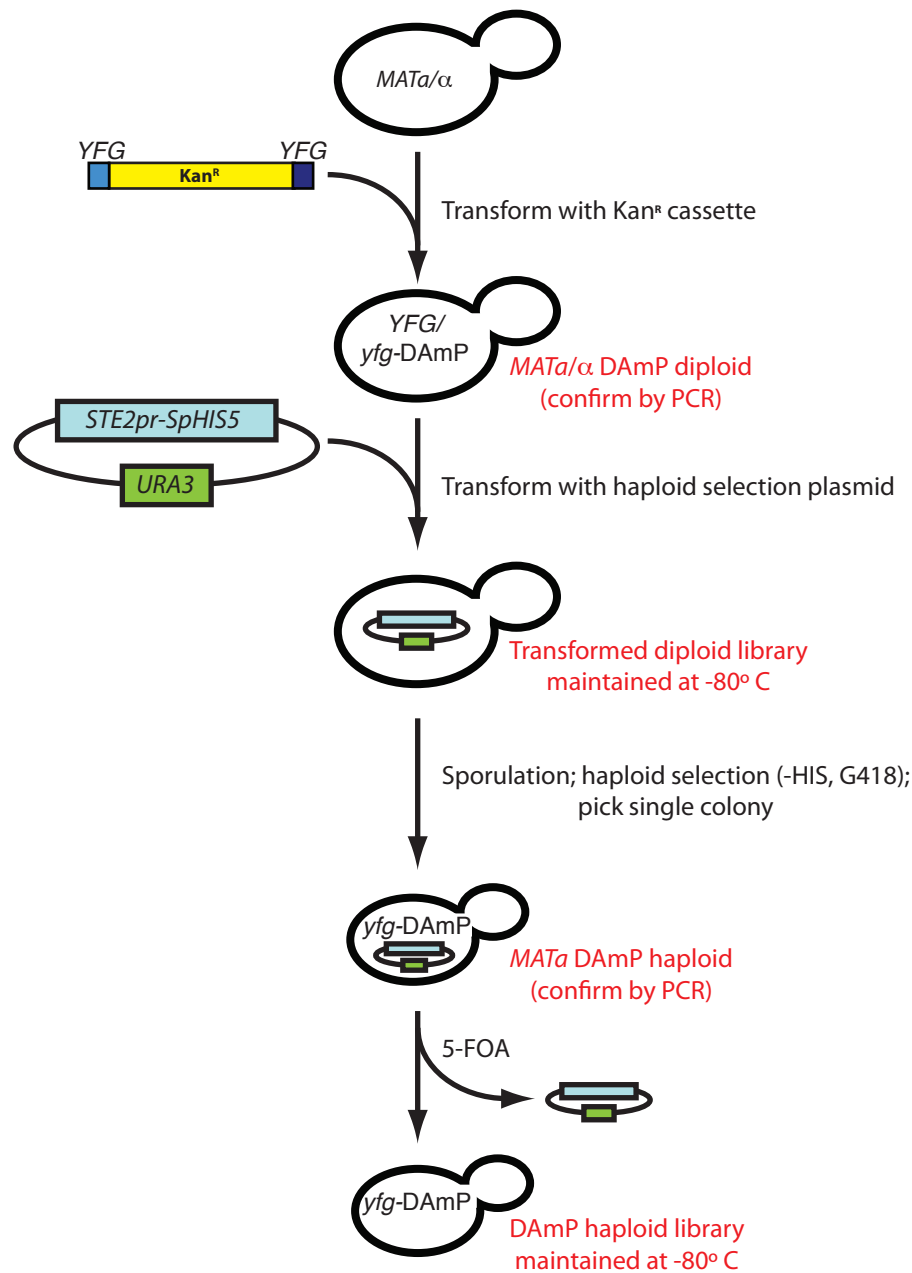 MATa/α
YFG YFG
Kanᴿ
Transform with Kanᴿ cassette
YFG/
yfg-DAmP
MATa/α DAmP diploid
(confirm by PCR)
STE2pr-SpHIS5
URA3
Transform with haploid selection plasmid
Transformed diploid library
maintained at -80º C
Sporulation; haploid selection (-HIS, G418);
pick single colony
yfg-DAmP
MATa DAmP haploid
(confirm by PCR)
5-FOA
yfg-DAmP
DAmP haploid library
maintained at -80º C